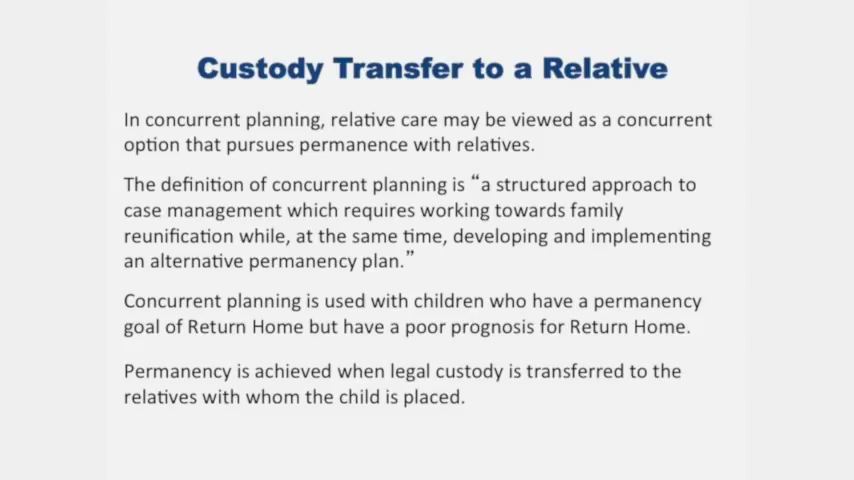 Custody Transfer to a Relative
In concurrent planning, relative care may be viewed as a concurrent
option that pursues permanence with relatives.
The definition of concurrent planning is “a structured approach to
case management which requires working towards family
reunification while, at the same time, developing and implementing
an alternative permanency plan.”
Concurrent planning is used with children who have a permanency
goal of Return Home but have a poor prognosis for Return Home.
Permanency is achieved when legal custody is transferred to the
relatives with whom the child is placed.